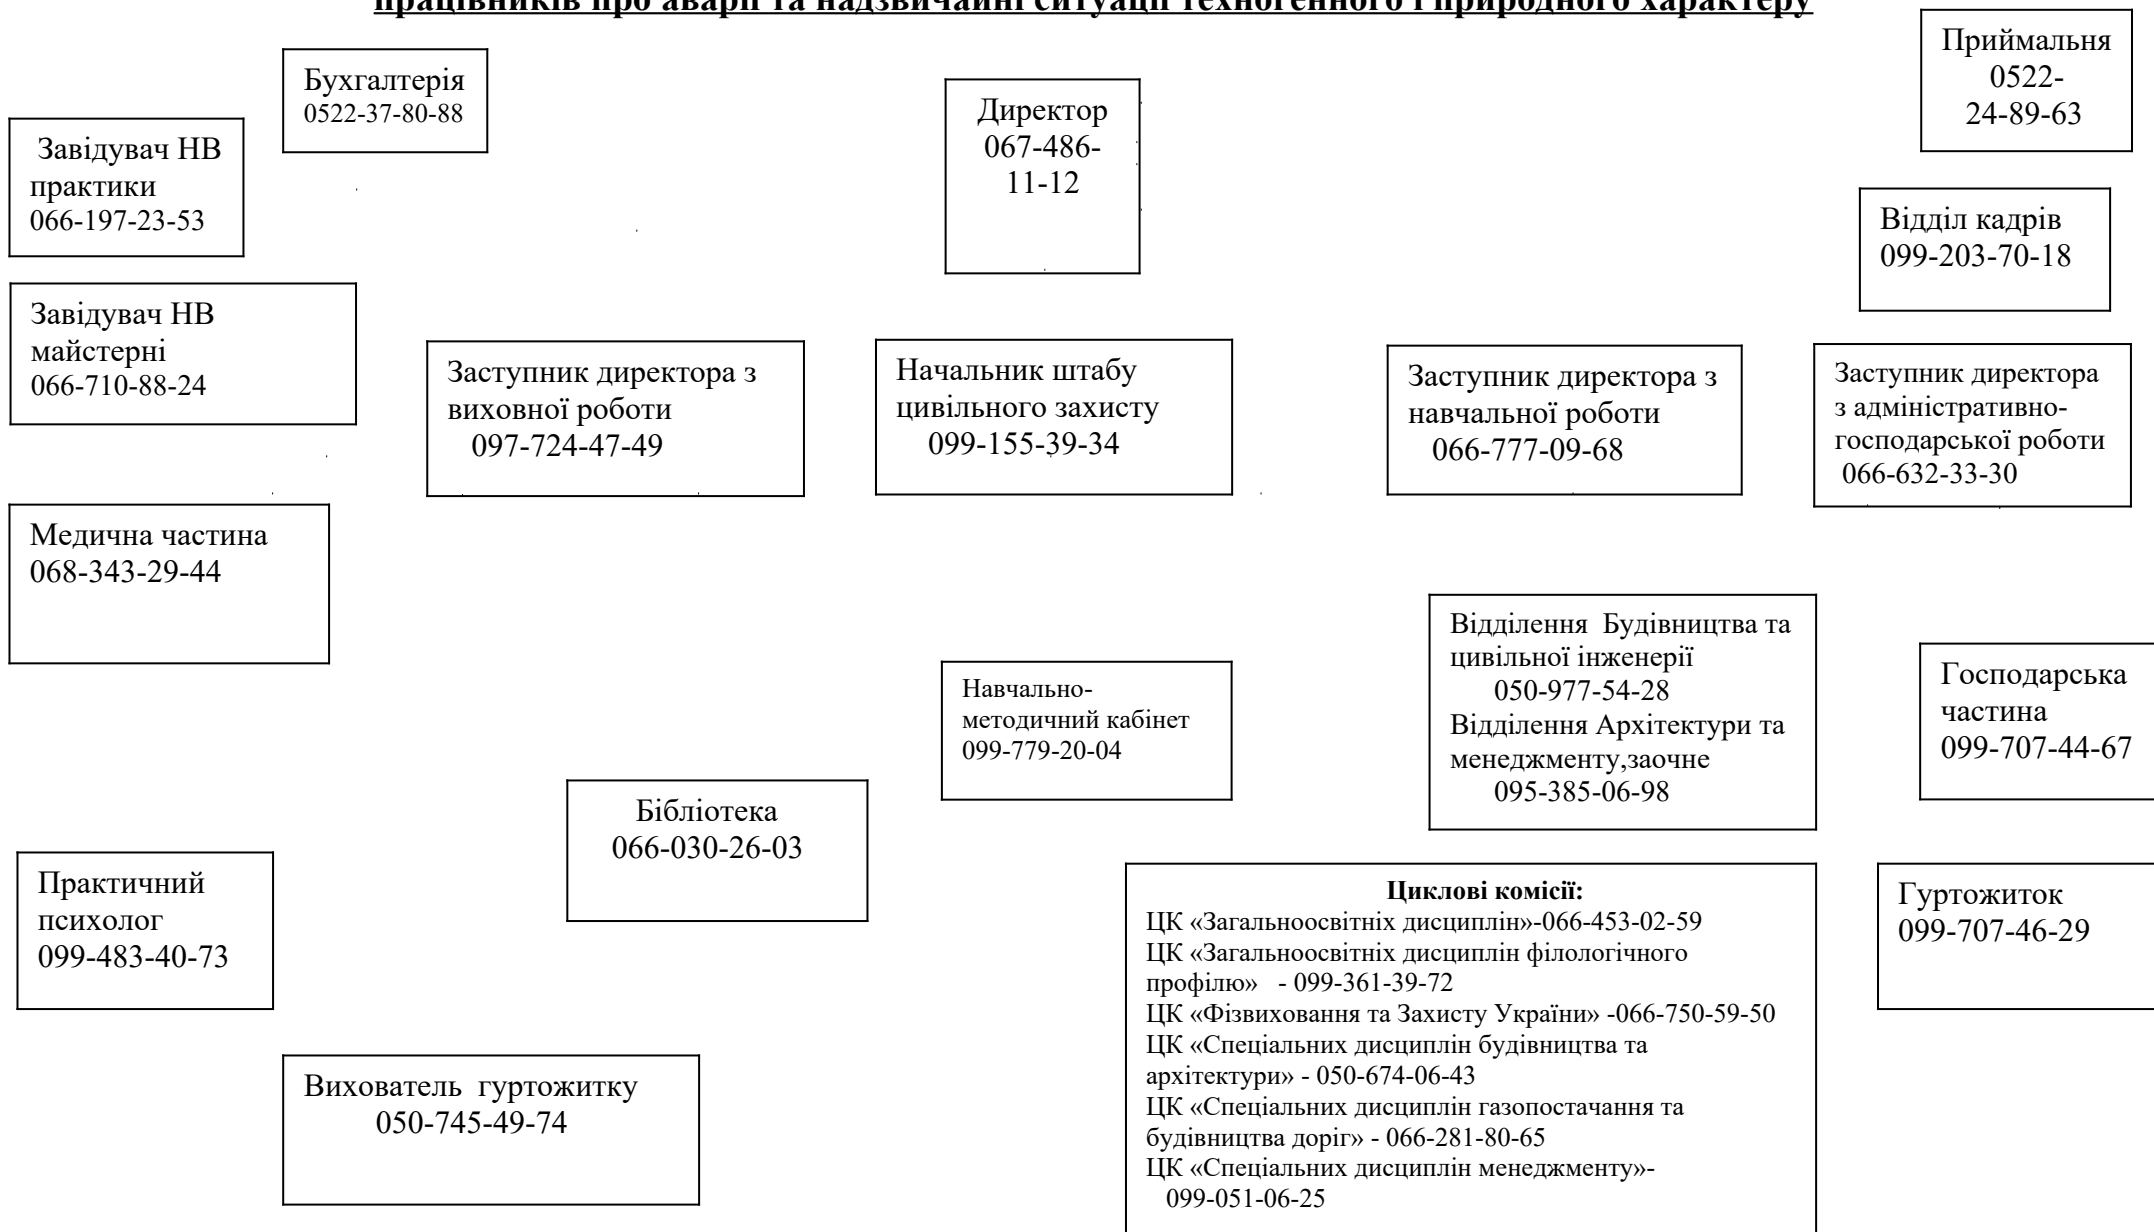 працівників про аварії та надзвичайні ситуації техногенного і природного характеру
Приймальня
0522-
24-89-63
Бухгалтерія
0522-37-80-88
Директор
067-486-
11-12
Завідувач НВ
практики
066-197-23-53
Відділ кадрів
099-203-70-18
Завідувач НВ
майстерні
066-710-88-24
Заступник директора з
виховної роботи
097-724-47-49
Начальник штабу
цивільного захисту
099-155-39-34
Заступник директора з
навчальної роботи
066-777-09-68
Заступник директора
з адміністративно-
господарської роботи
066-632-33-30
Медична частина
068-343-29-44
Відділення Будівництва та
цивільної інженерії
050-977-54-28
Відділення Архітектури та
менеджменту,заочне
095-385-06-98
Навчально-
методичний кабінет
099-779-20-04
Господарська
частина
099-707-44-67
Бібліотека
066-030-26-03
Практичний
психолог
099-483-40-73
Циклові комісії:
ЦК «Загальноосвітніх дисциплін»-066-453-02-59
ЦК «Загальноосвітніх дисциплін філологічного
профілю» - 099-361-39-72
ЦК «Фізвиховання та Захисту України» -066-750-59-50
ЦК «Спеціальних дисциплін будівництва та
архітектури» - 050-674-06-43
ЦК «Спеціальних дисциплін газопостачання та
будівництва доріг» - 066-281-80-65
ЦК «Спеціальних дисциплін менеджменту»-
099-051-06-25
Гуртожиток
099-707-46-29
Вихователь гуртожитку
050-745-49-74